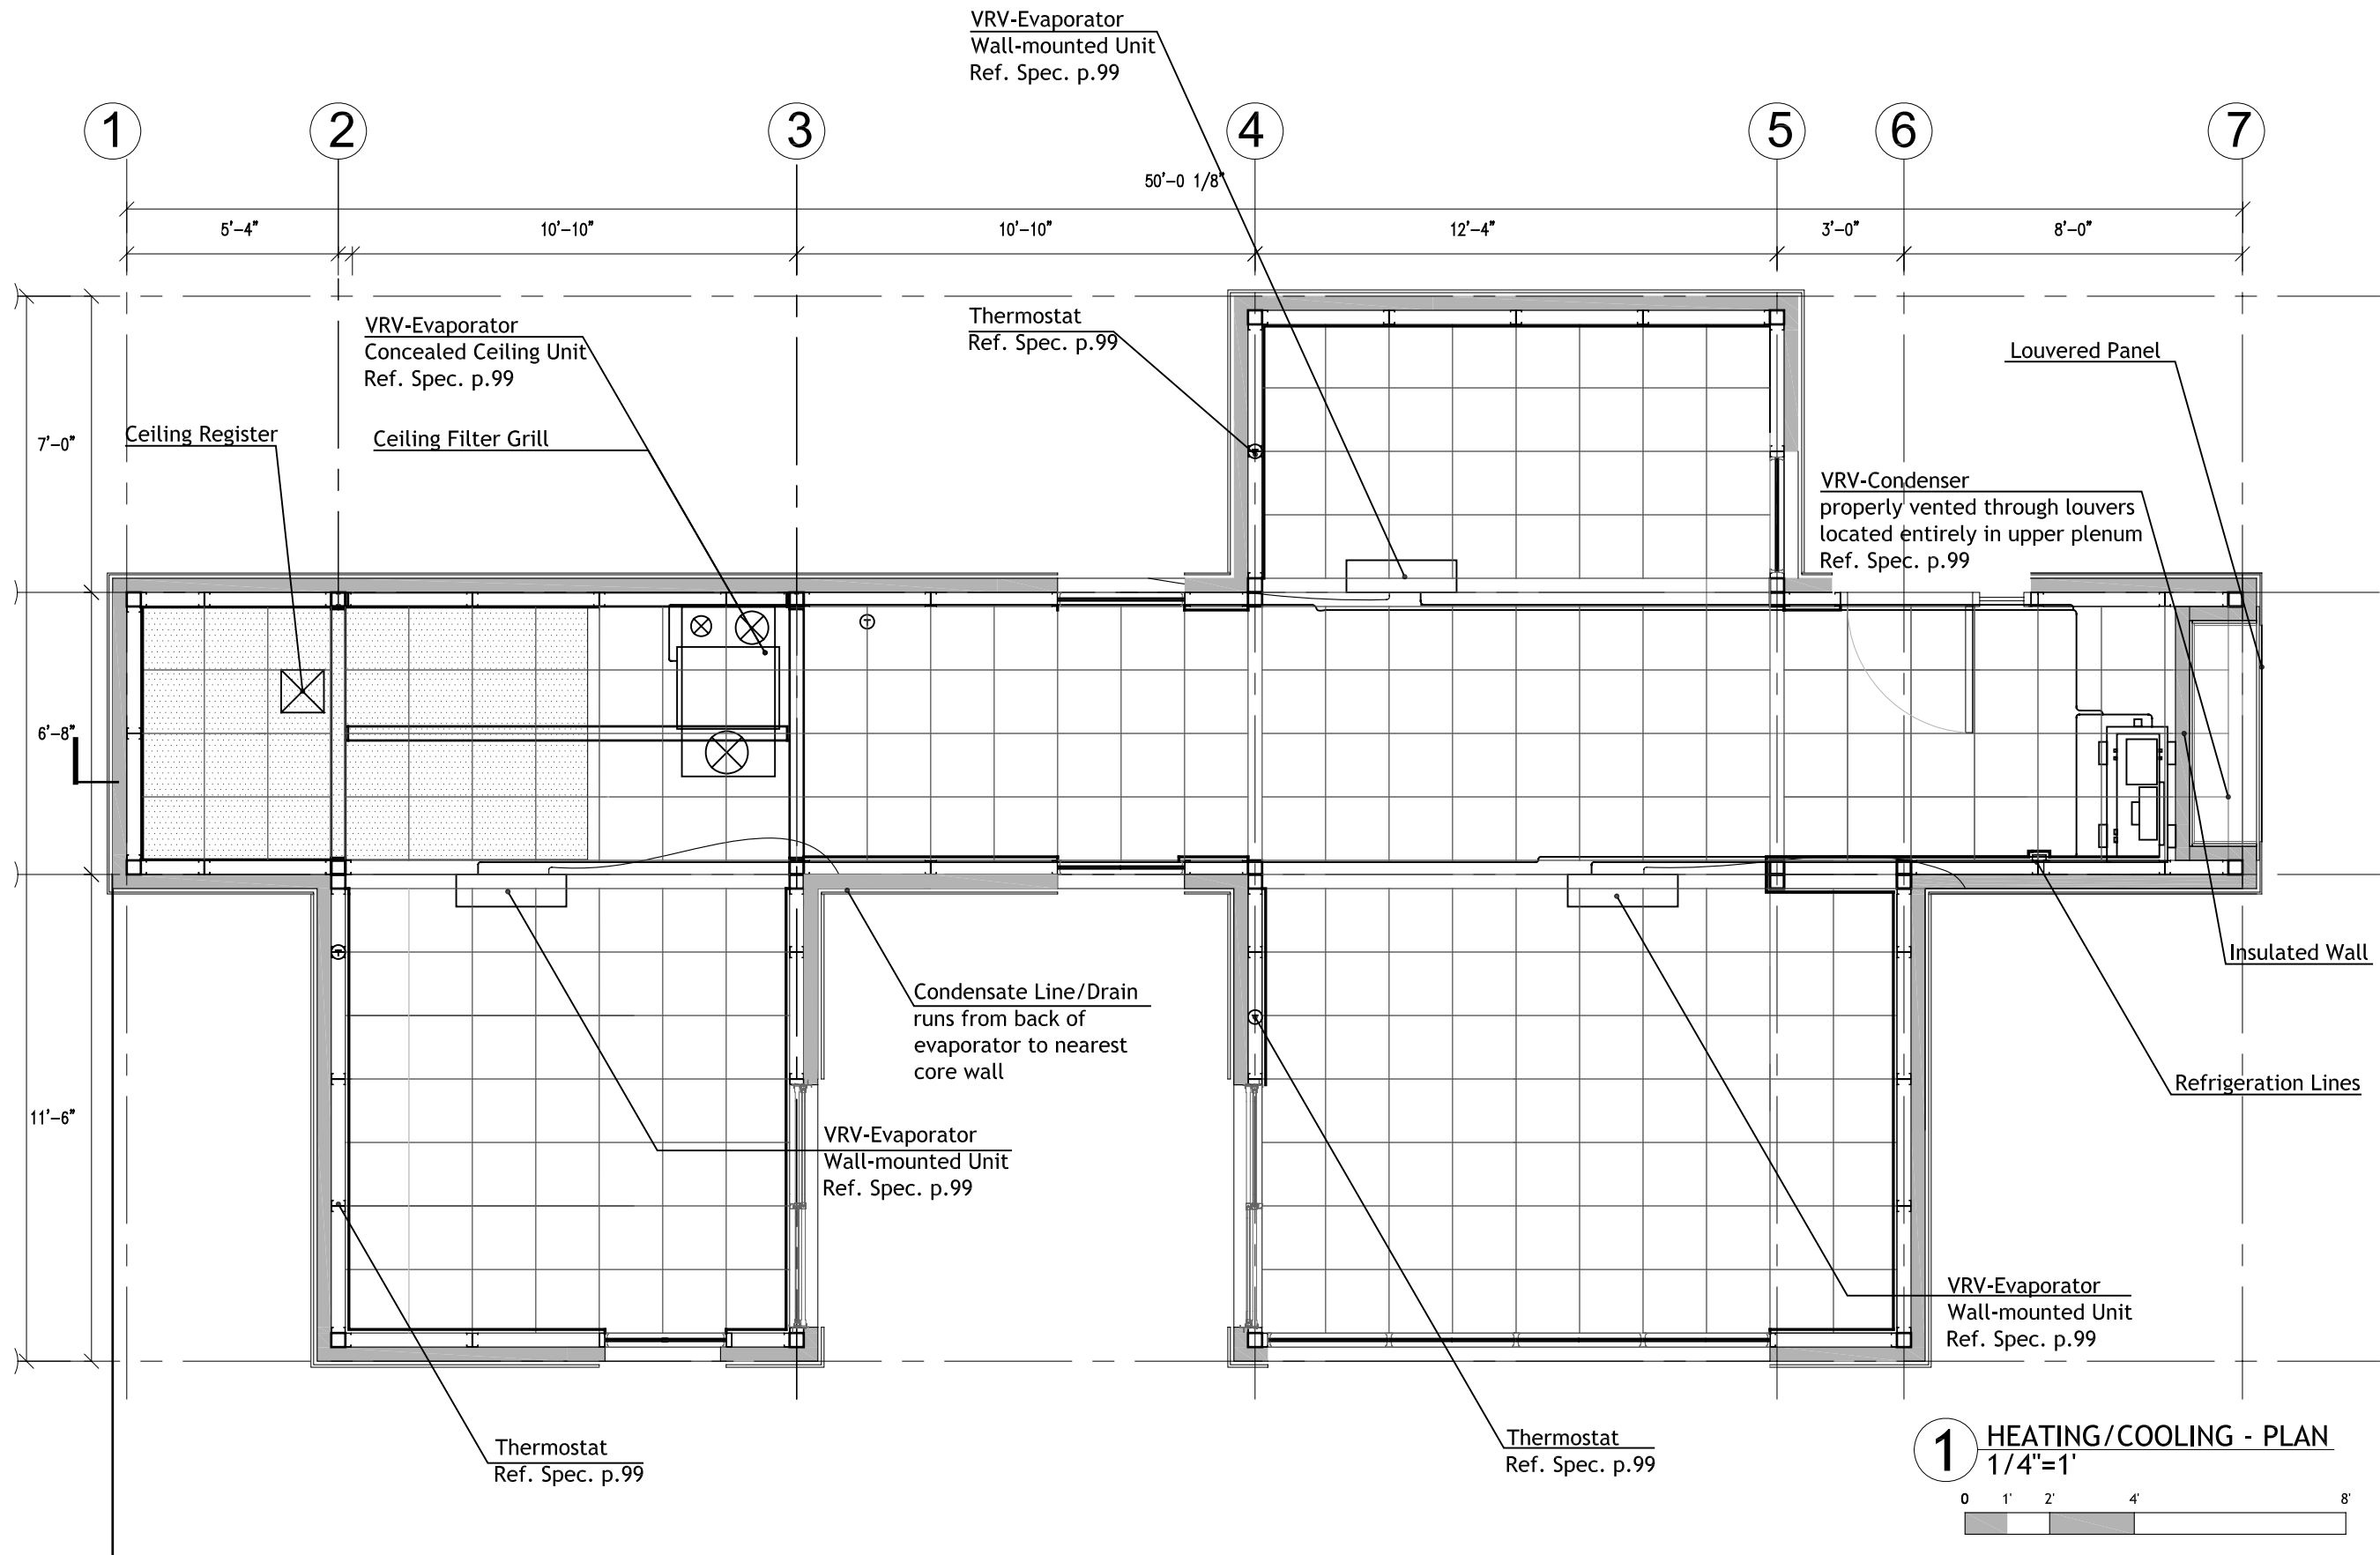 VRV-Evaporator
Wall-mounted Unit
Ref. Spec. p.99
1
2
3
4
5
6
7
50'-0 1/8"
5'-4"
10'-10"
10'-10"
12'-4"
3'-0"
8'-0"
VRV-Evaporator
Concealed Ceiling Unit
Ref. Spec. p.99
Thermostat
Ref. Spec. p.99
Louvered Panel
Ceiling Register
Ceiling Filter Grill
7'-0"
VRV-Condenser
properly vented through louvers
located entirely in upper plenum
Ref. Spec. p.99
6'-8"
Insulated Wall
Condensate Line/Drain
runs from back of
evaporator to nearest
core wall
Refrigeration Lines
11'-6"
VRV-Evaporator
Wall-mounted Unit
Ref. Spec. p.99
VRV-Evaporator
Wall-mounted Unit
Ref. Spec. p.99
Thermostat
Ref. Spec. p.99
Thermostat
Ref. Spec. p.99
1 HEATING/COOLING - PLAN
1/4"=1'
0 1' 2' 4' 8'